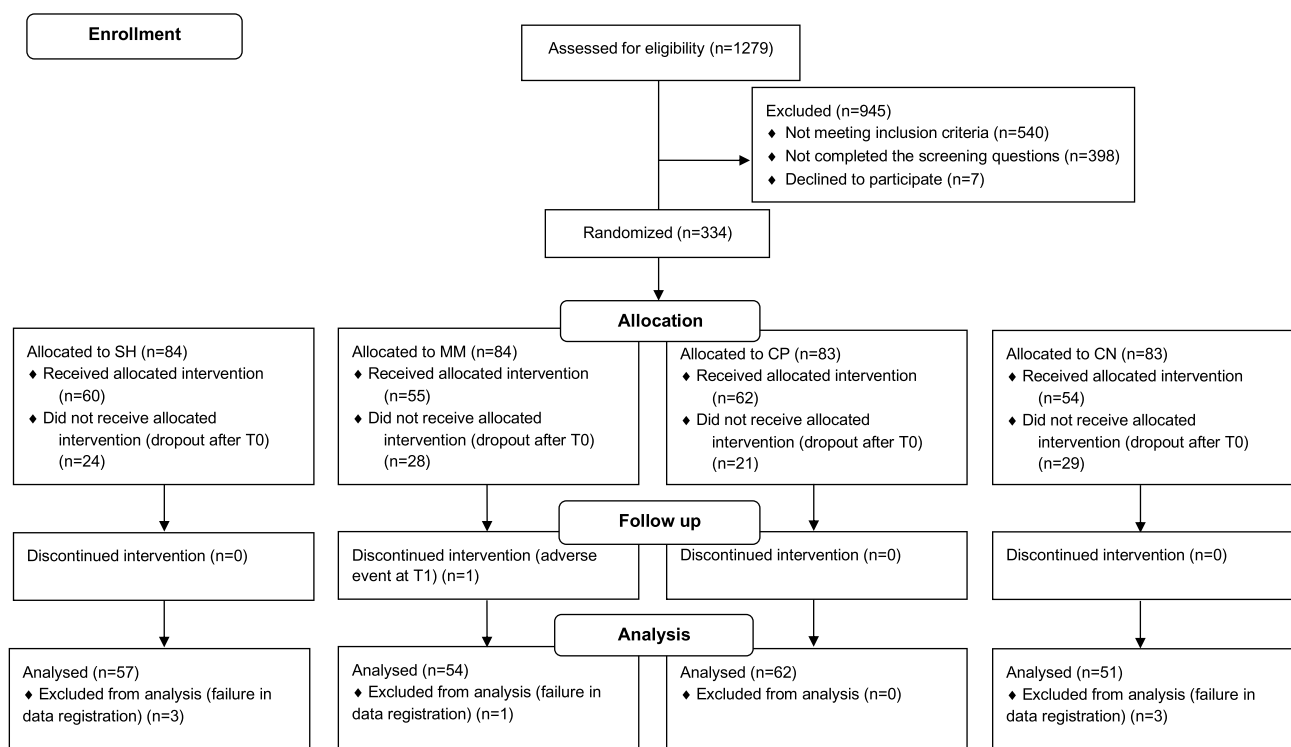 Enrollment
Assessed for eligibility (n=1279)
Excluded (n=945)
♦ Not meeting inclusion criteria (n=540)
♦ Not completed the screening questions (n=398)
♦ Declined to participate (n=7)
Randomized (n=334)
Allocation
Allocated to SH (n=84)
♦ Received allocated intervention
(n=60)
♦ Did not receive allocated
intervention (dropout after T0)
(n=24)
Allocated to MM (n=84)
♦ Received allocated intervention
(n=55)
♦ Did not receive allocated
intervention (dropout after T0)
(n=28)
Allocated to CP (n=83)
♦ Received allocated intervention
(n=62)
♦ Did not receive allocated
intervention (dropout after T0)
(n=21)
Allocated to CN (n=83)
♦ Received allocated intervention
(n=54)
♦ Did not receive allocated
intervention (dropout after T0)
(n=29)
Follow up
Discontinued intervention (n=0)
Discontinued intervention (adverse
event at T1) (n=1)
Discontinued intervention (n=0)
Discontinued intervention (n=0)
Analysis
Analysed (n=57)
♦ Excluded from analysis (failure in
data registration) (n=3)
Analysed (n=54)
♦ Excluded from analysis (failure in
data registration) (n=1)
Analysed (n=62)
♦ Excluded from analysis (n=0)
Analysed (n=51)
♦ Excluded from analysis (failure in
data registration) (n=3)